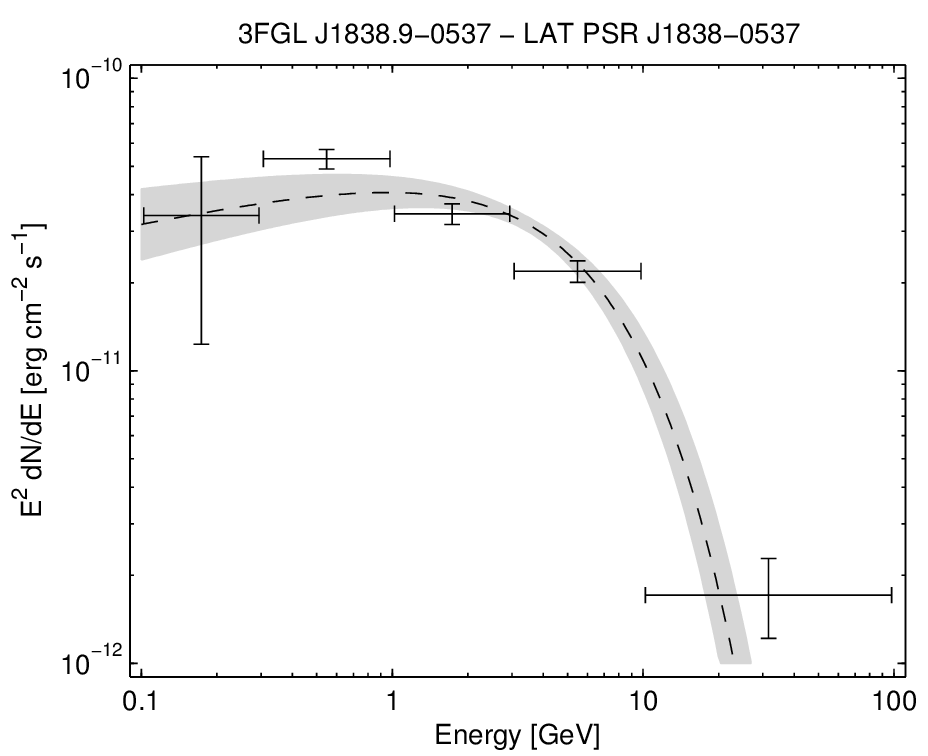 3FGL J1838.9−0537 − LAT PSR J1838−0537
10⁻¹⁰
10⁻¹¹
10⁻¹²
E² dN/dE [erg cm⁻² s⁻¹]
0.1 1 10 100
Energy [GeV]